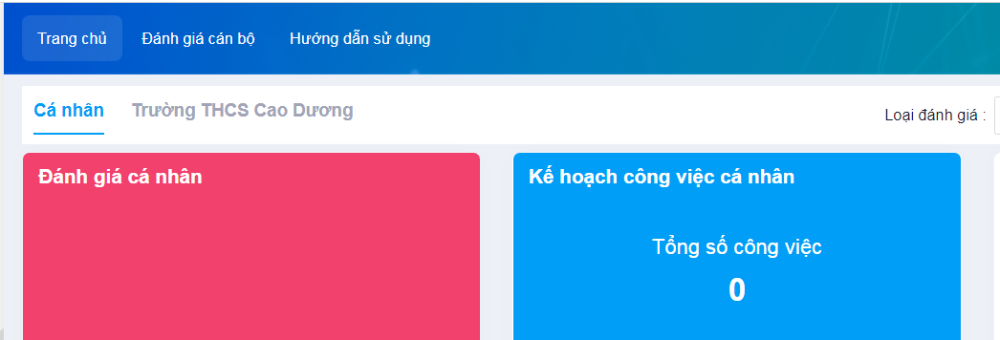 Trang chủ Đánh giá cán bộ Hướng dẫn sử dụng
Cá nhân Trường THCS Cao Dương Loại đánh giá :
Đánh giá cá nhân
Kế hoạch công việc cá nhân
Tổng số công việc
0